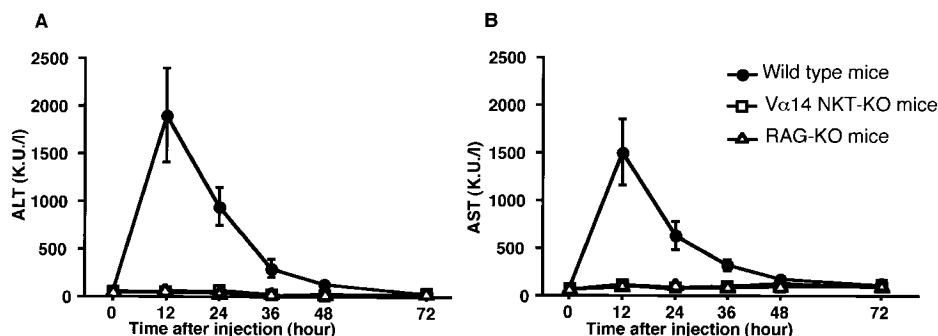 A
ALT (K.U./l)
2500
2000
1500
1000
500
0
0 12 24 36 48 72
Time after injection (hour)
B
AST (K.U./l)
2500
2000
1500
1000
500
0
0 12 24 36 48 72
Time after injection (hour)
Wild type mice
Vα14 NKT-KO mice
RAG-KO mice